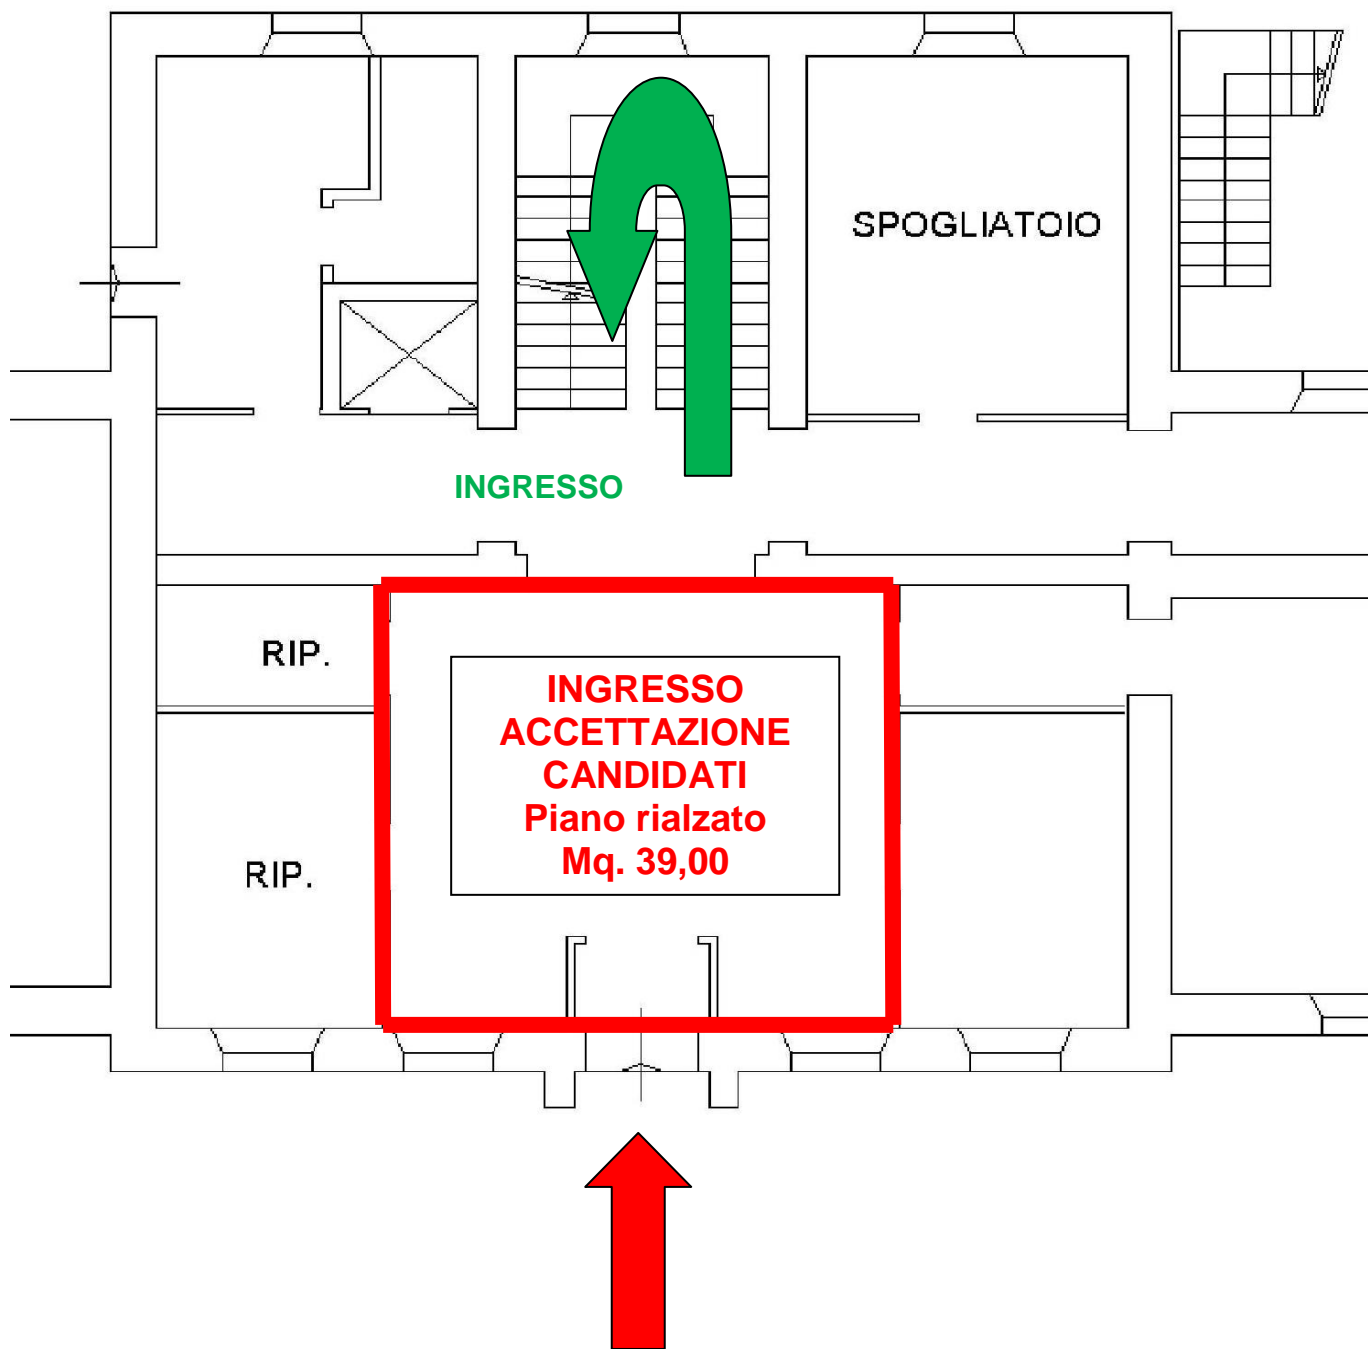 SPOGLIATOIO
INGRESSO
RIP.
INGRESSO
ACCETTAZIONE
CANDIDATI
Piano rialzato
Mq. 39,00
RIP.